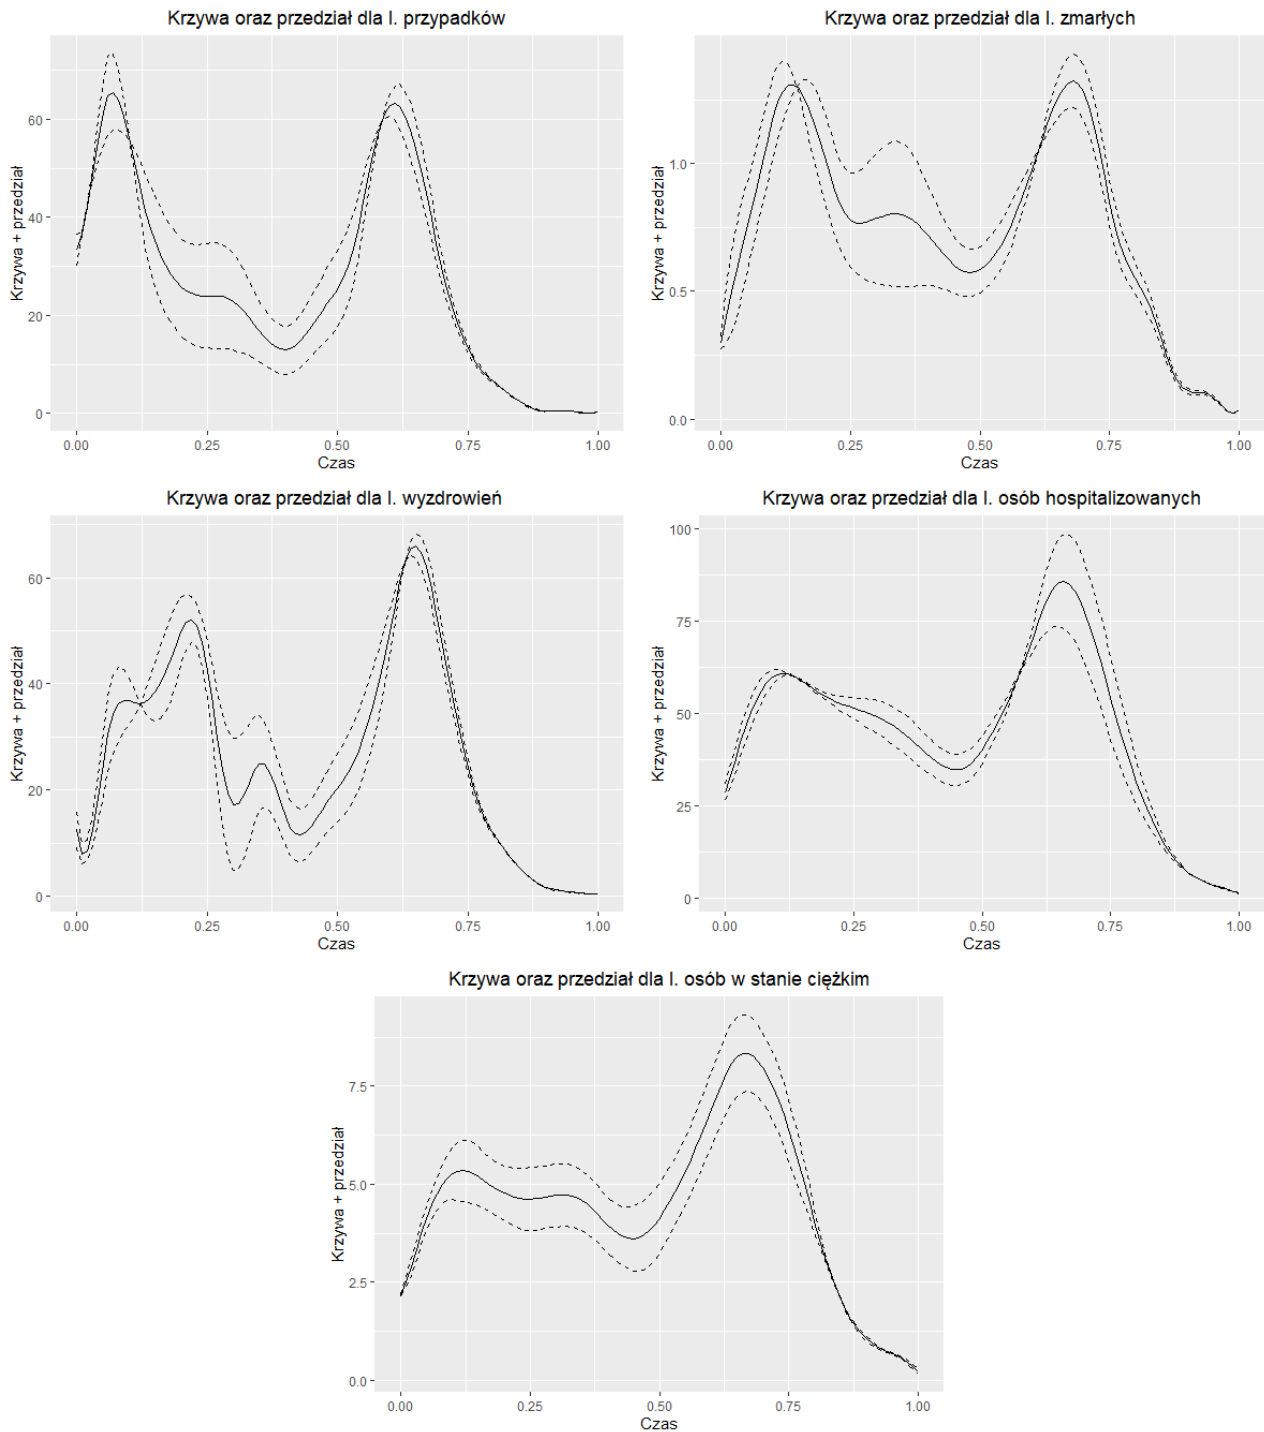 Krzywa oraz przedział dla l. przypadków
Krzywa + przedział
60
40
20
0
0.00 0.25 0.50 0.75 1.00
Czas
Krzywa oraz przedział dla l. zmarłych
Krzywa + przedział
1.0
0.5
0.0
0.00 0.25 0.50 0.75 1.00
Czas
Krzywa oraz przedział dla l. wyzdrowień
Krzywa + przedział
60
40
20
0
0.00 0.25 0.50 0.75 1.00
Czas
Krzywa oraz przedział dla l. osób hospitalizowanych
Krzywa + przedział
100
75
50
25
0
0.00 0.25 0.50 0.75 1.00
Czas
Krzywa oraz przedział dla l. osób w stanie ciężkim
Krzywa + przedział
7.5
5.0
2.5
0.0
0.00 0.25 0.50 0.75 1.00
Czas